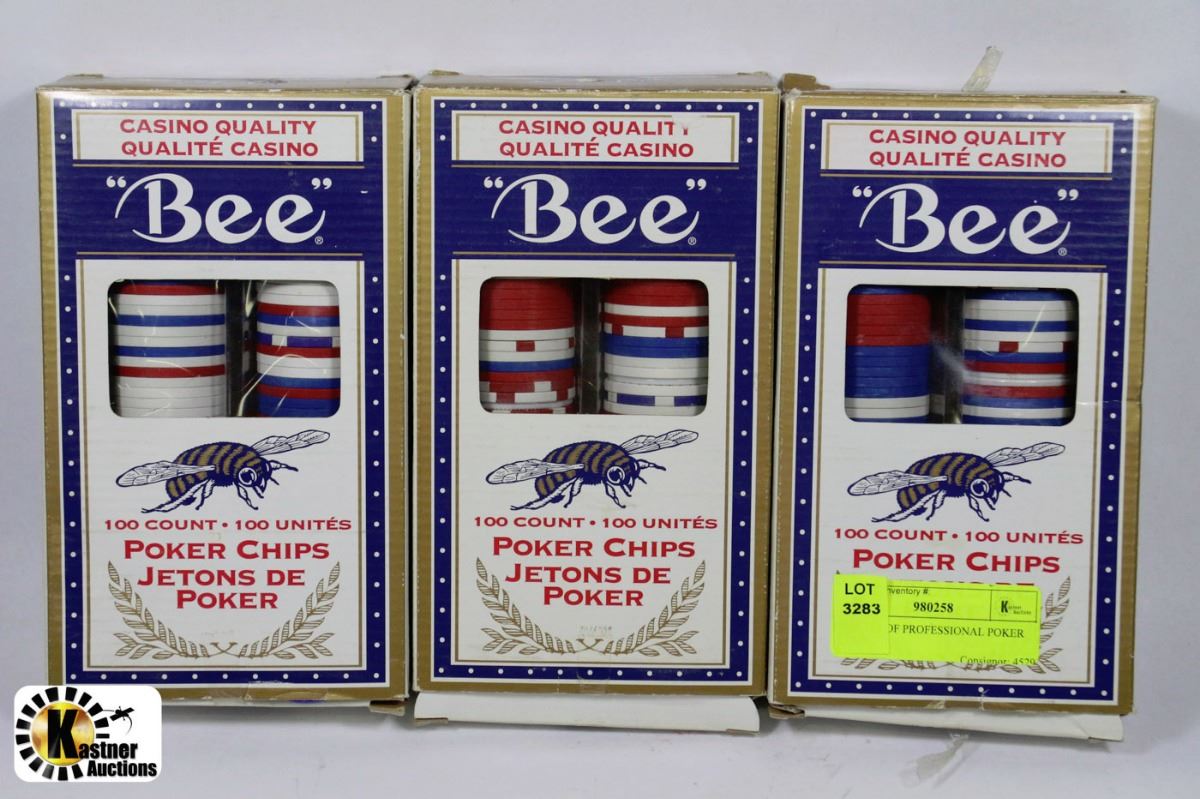 CASINO QUALITY
QUALITÉ CASINO
"Bee"®
100 COUNT • 100 UNITÉS
POKER CHIPS
JETONS DE
POKER
CASINO QUALITY
QUALITÉ CASINO
"Bee"®
100 COUNT • 100 UNITÉS
POKER CHIPS
JETONS DE
POKER
CASINO QUALITY
QUALITÉ CASINO
"Bee"®
100 COUNT • 100 UNITÉS
POKER CHIPS
LOT
3283
Inventory #:
980258
OF PROFESSIONAL POKER
Consignor: 4529
Kastner
Auctions